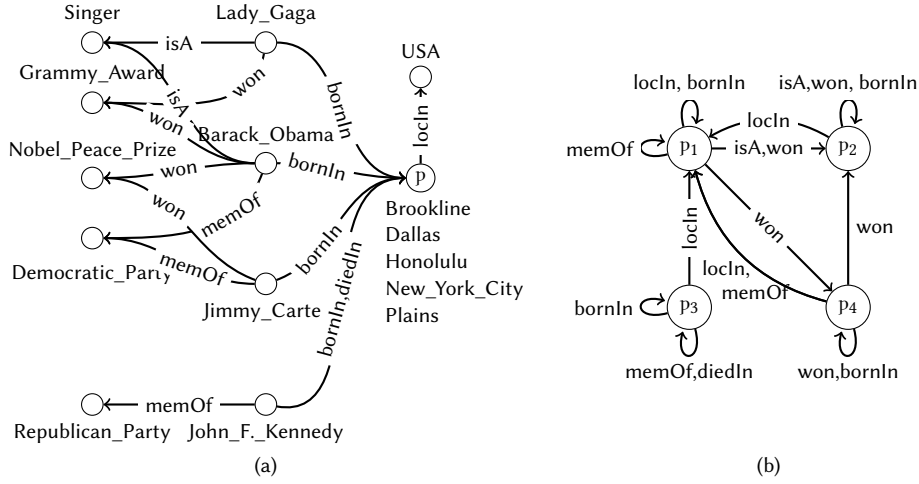 Singer
Lady_Gaga
isA
USA
Grammy_Award
won
bornIn
locIn
isA
won
Barack_Obama
Nobel_Peace_Prize
won
bornIn
p
won
memOf
bornIn
Brookline
Dallas
Honolulu
New_York_City
Plains
Democratic_Party
memOf
Jimmy_Carte
bornIn,diedIn
memOf
Republican_Party
John_F._Kennedy
(a)
locIn, bornIn
isA,won, bornIn
locIn
memOf
p1
isA,won
p2
won
locIn
won
locIn,
memOf
bornIn
p3
p4
memOf,diedIn
won,bornIn
(b)